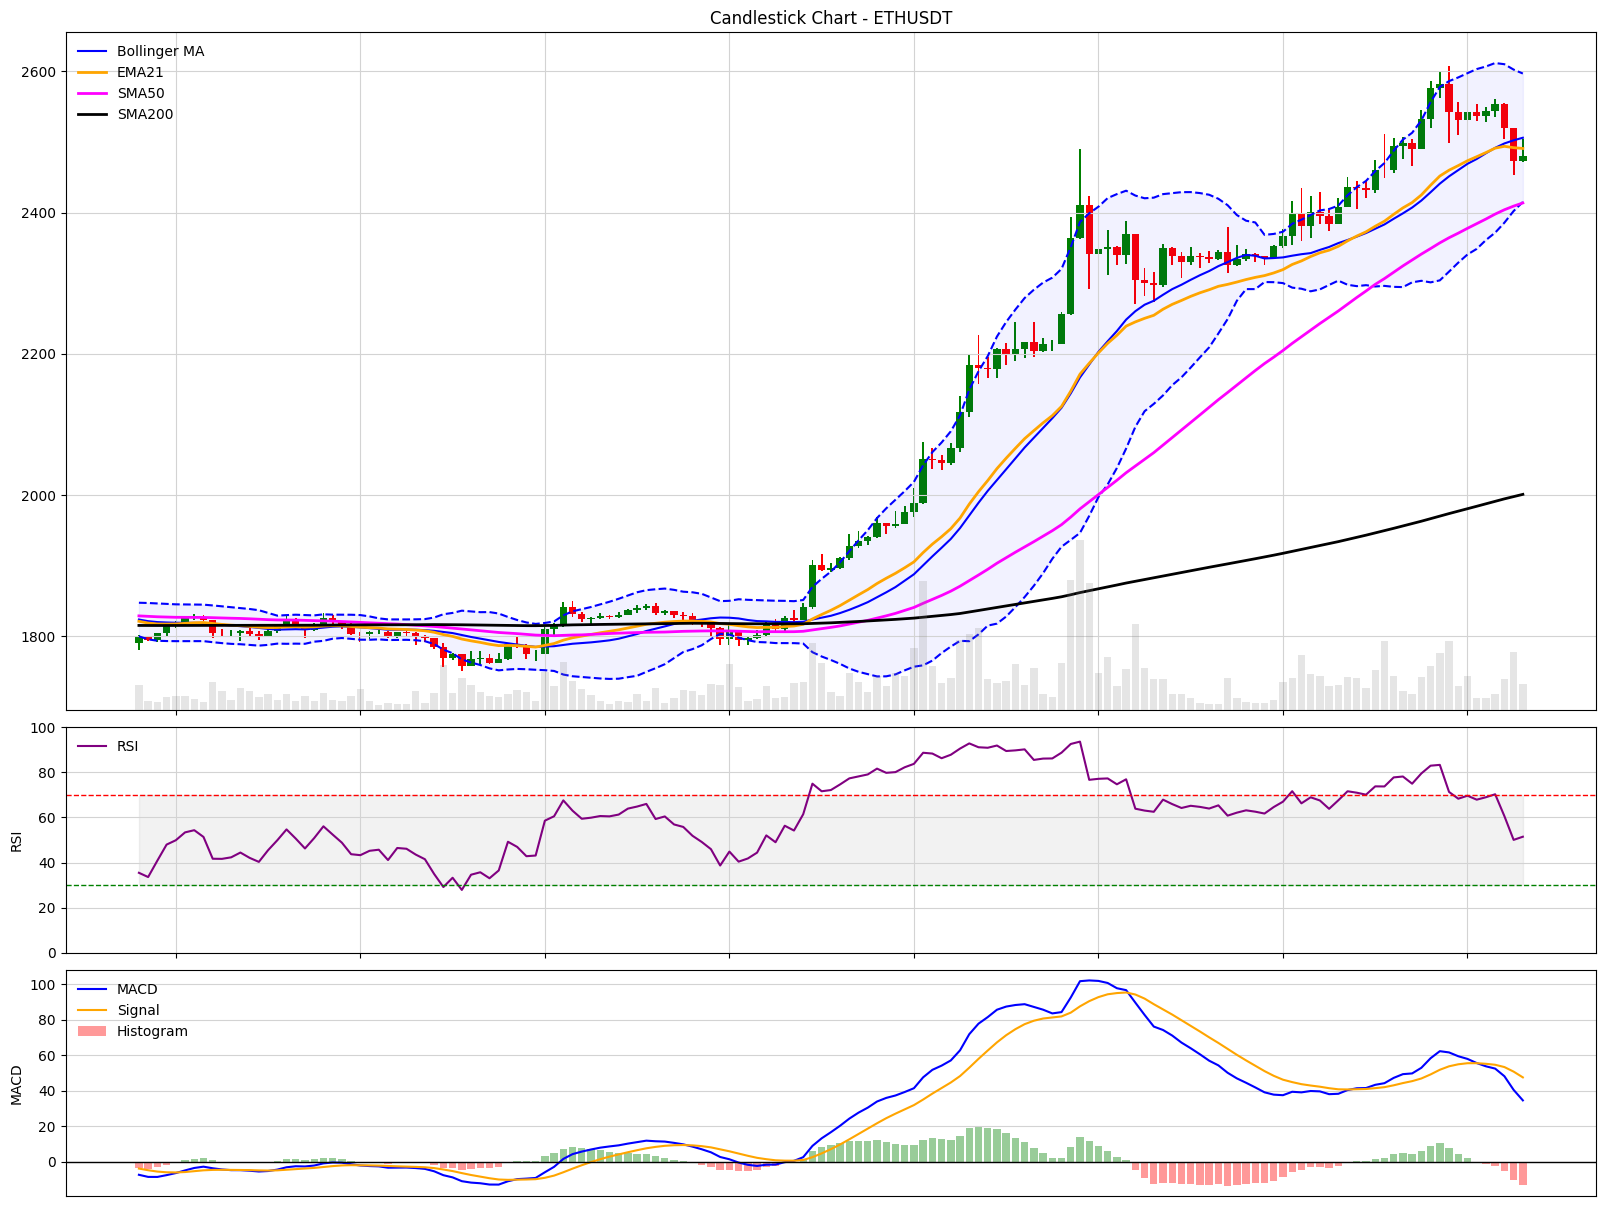 Candlestick Chart - ETHUSDT
Bollinger MA
EMA21
SMA50
SMA200
2600
2400
2200
2000
1800
RSI
100
80
60
40
20
0
RSI
MACD
Signal
Histogram
100
80
60
40
20
0
MACD